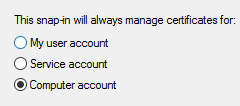 This snap-in will always manage certificates for:
My user account
Service account
Computer account